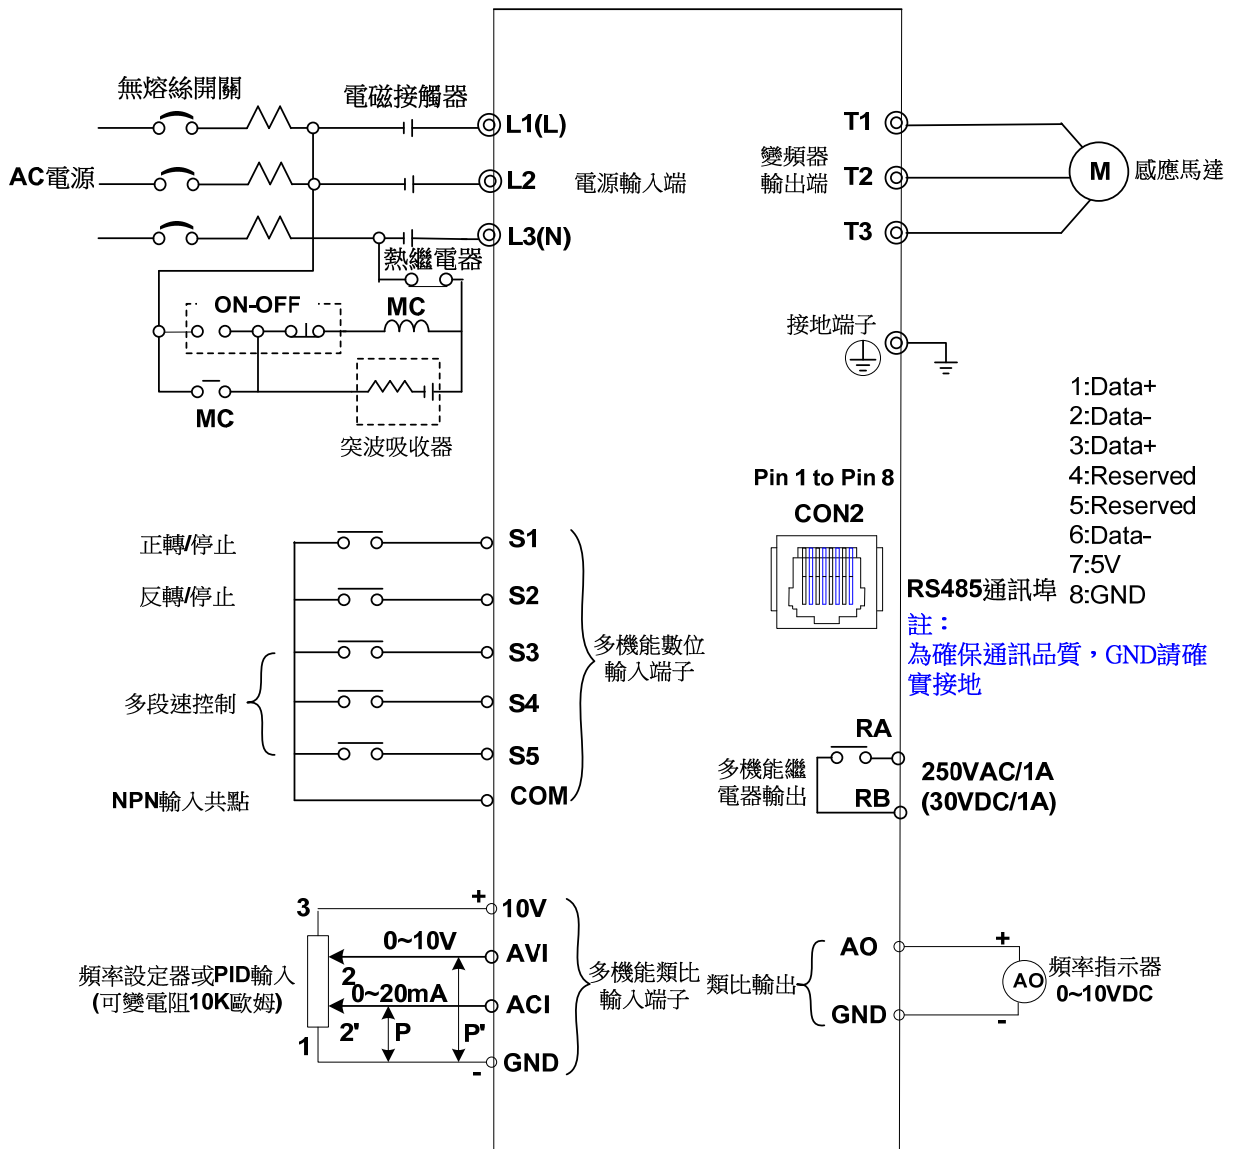 無熔絲開關
電磁接觸器
L1(L)
AC電源
L2
電源輸入端
L3(N)
熱繼電器
ON-OFF
MC
MC
突波吸收器
T1
變頻器
輸出端
T2
T3
M
感應馬達
接地端子
1:Data+
2:Data-
3:Data+
4:Reserved
5:Reserved
6:Data-
7:5V
8:GND
Pin 1 to Pin 8
CON2
RS485通訊埠
註：
為確保通訊品質，GND請確
實接地
正轉/停止
S1
反轉/停止
S2
S3
多段速控制
S4
S5
NPN輸入共點
COM
多機能數位
輸入端子
RA
多機能繼
電器輸出
RB
250VAC/1A
(30VDC/1A)
3
+
10V
0~10V
AVI
2
頻率設定器或PID輸入
(可變電阻10K歐姆)
0~20mA
ACI
2'
P
P'
1
-
GND
多機能類比
輸入端子
類比輸出
AO
GND
+
AO
-
頻率指示器
0~10VDC